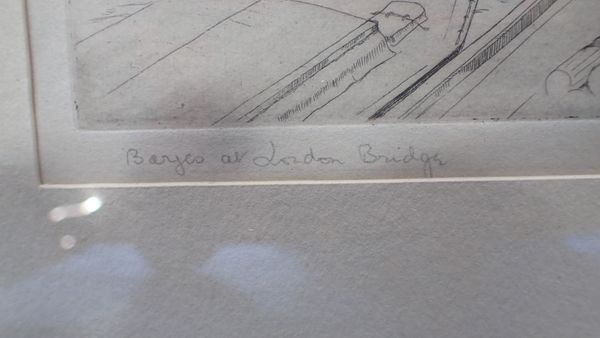 Barges at London Bridge